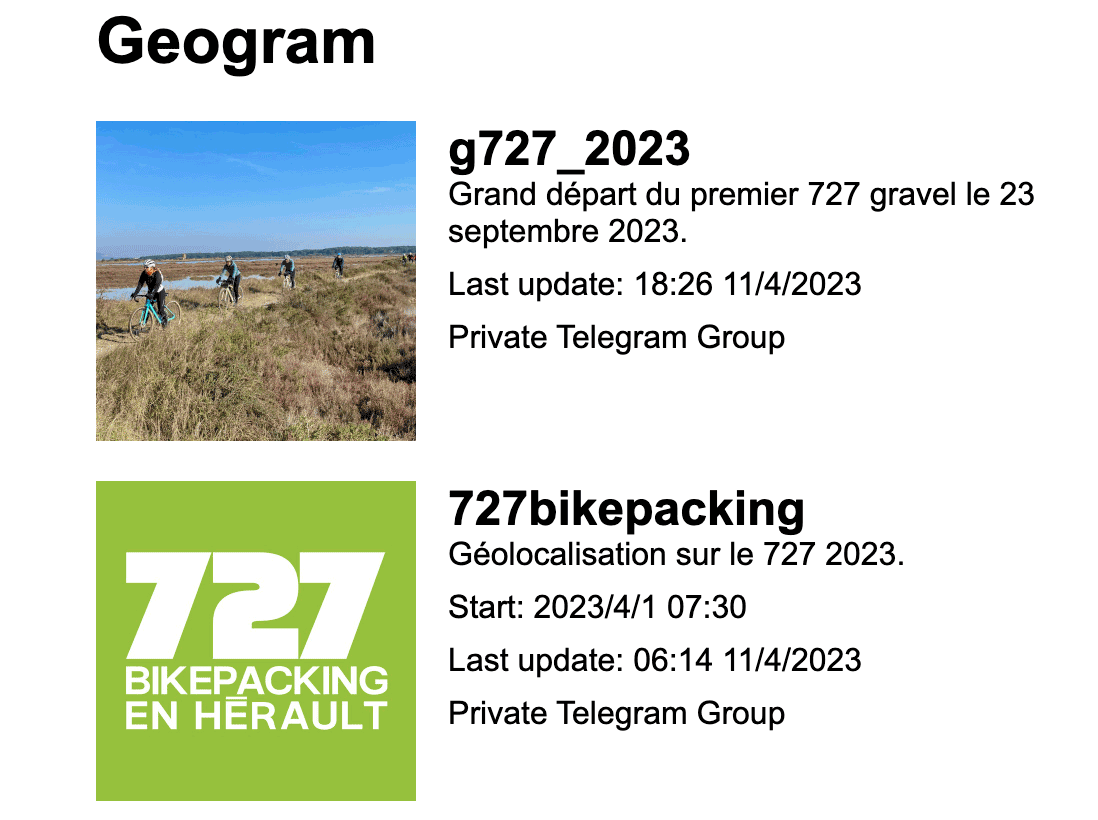 Geogram
g727_2023
Grand départ du premier 727 gravel le 23
septembre 2023.
Last update: 18:26 11/4/2023
Private Telegram Group
727
BIKEPACKING
EN HĒRAULT
727bikepacking
Géolocalisation sur le 727 2023.
Start: 2023/4/1 07:30
Last update: 06:14 11/4/2023
Private Telegram Group